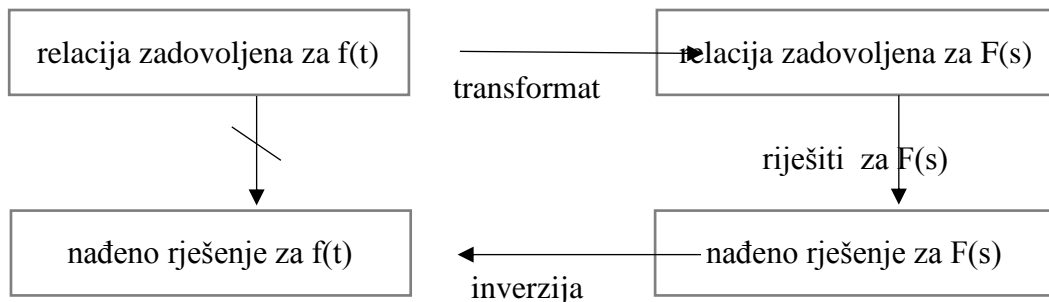 relacija zadovoljena za f(t)
relacija zadovoljena za F(s)
transformat
riješiti za F(s)
nađeno rješenje za f(t)
nađeno rješenje za F(s)
inverzija